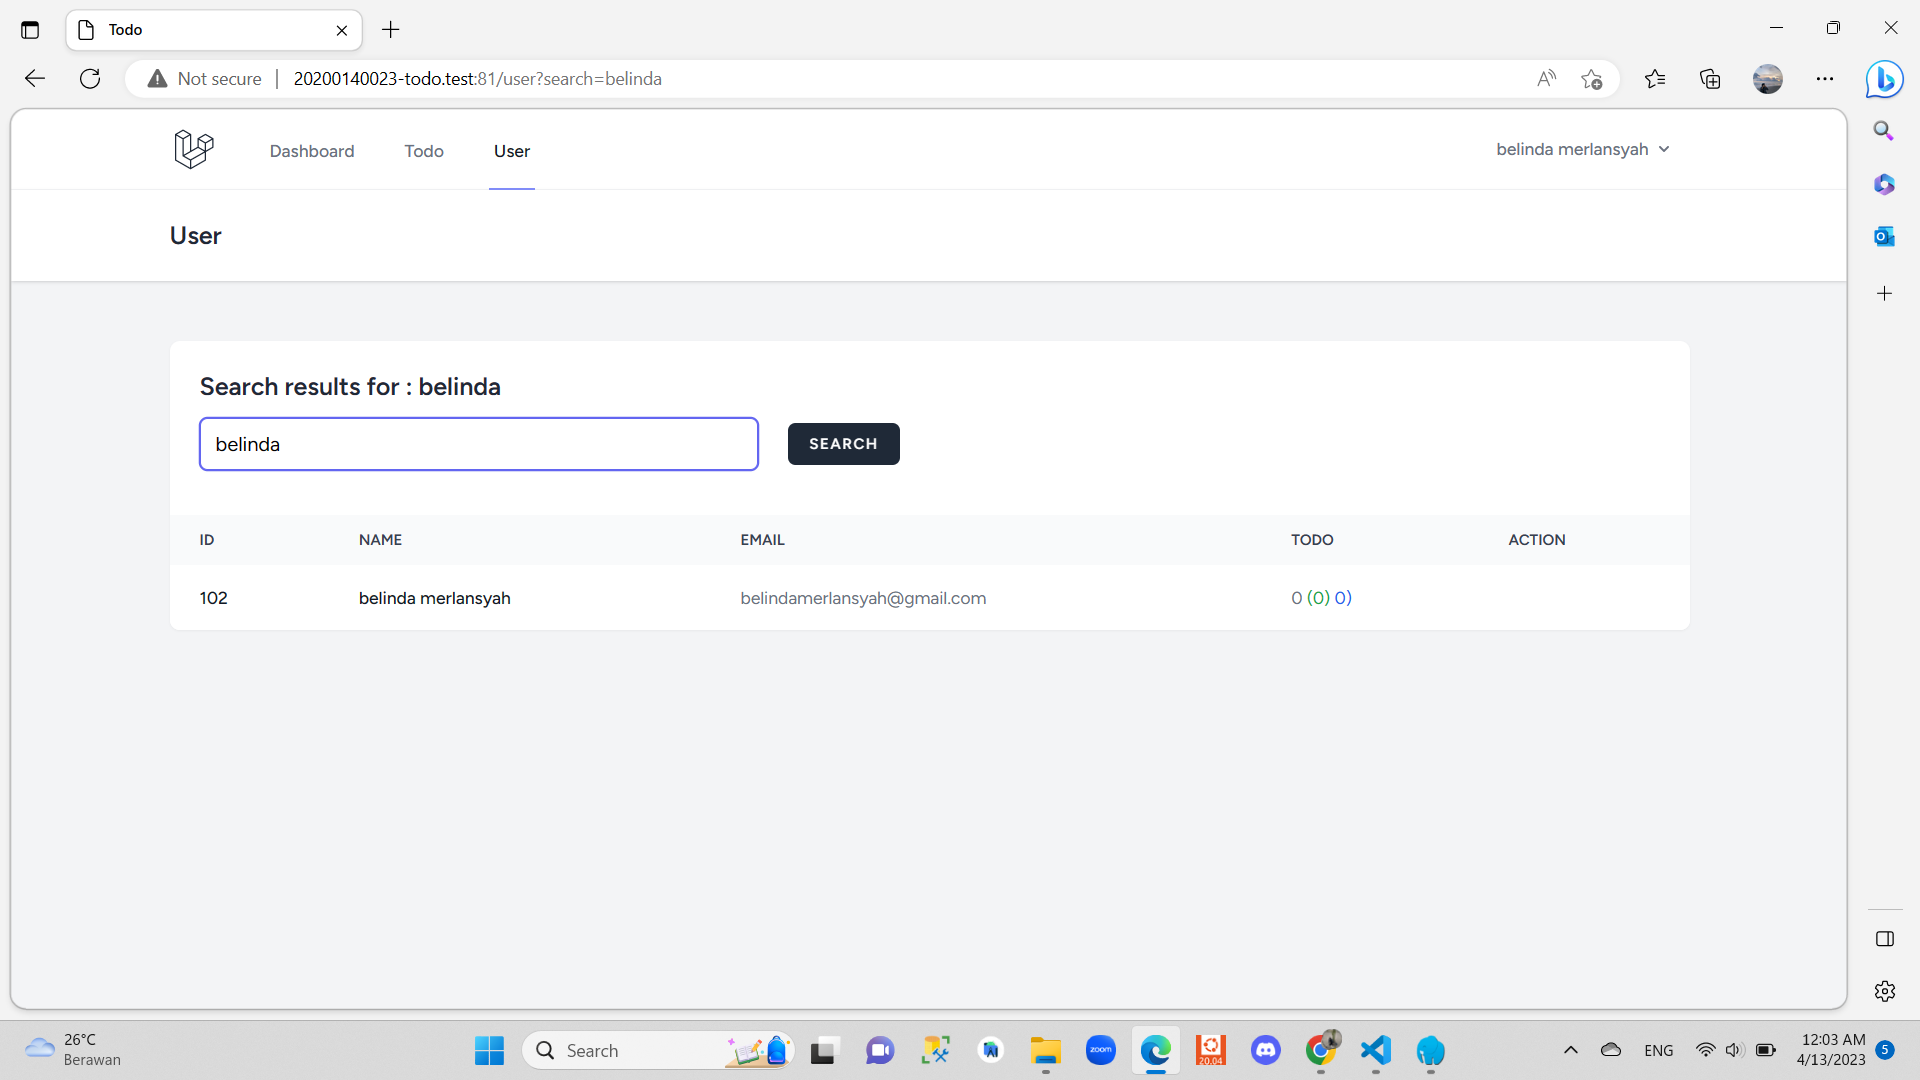 Todo
Not secure
20200140023-todo.test:81/user?search=belinda
Dashboard
Todo
User
belinda merlansyah
User
Search results for : belinda
belinda
SEARCH
ID NAME EMAIL TODO ACTION
102 belinda merlansyah belindamerlansyah@gmail.com 0 (0) 0)
26°C
Berawan
Search
zoom
20.04
ENG
12:03 AM
4/13/2023
5